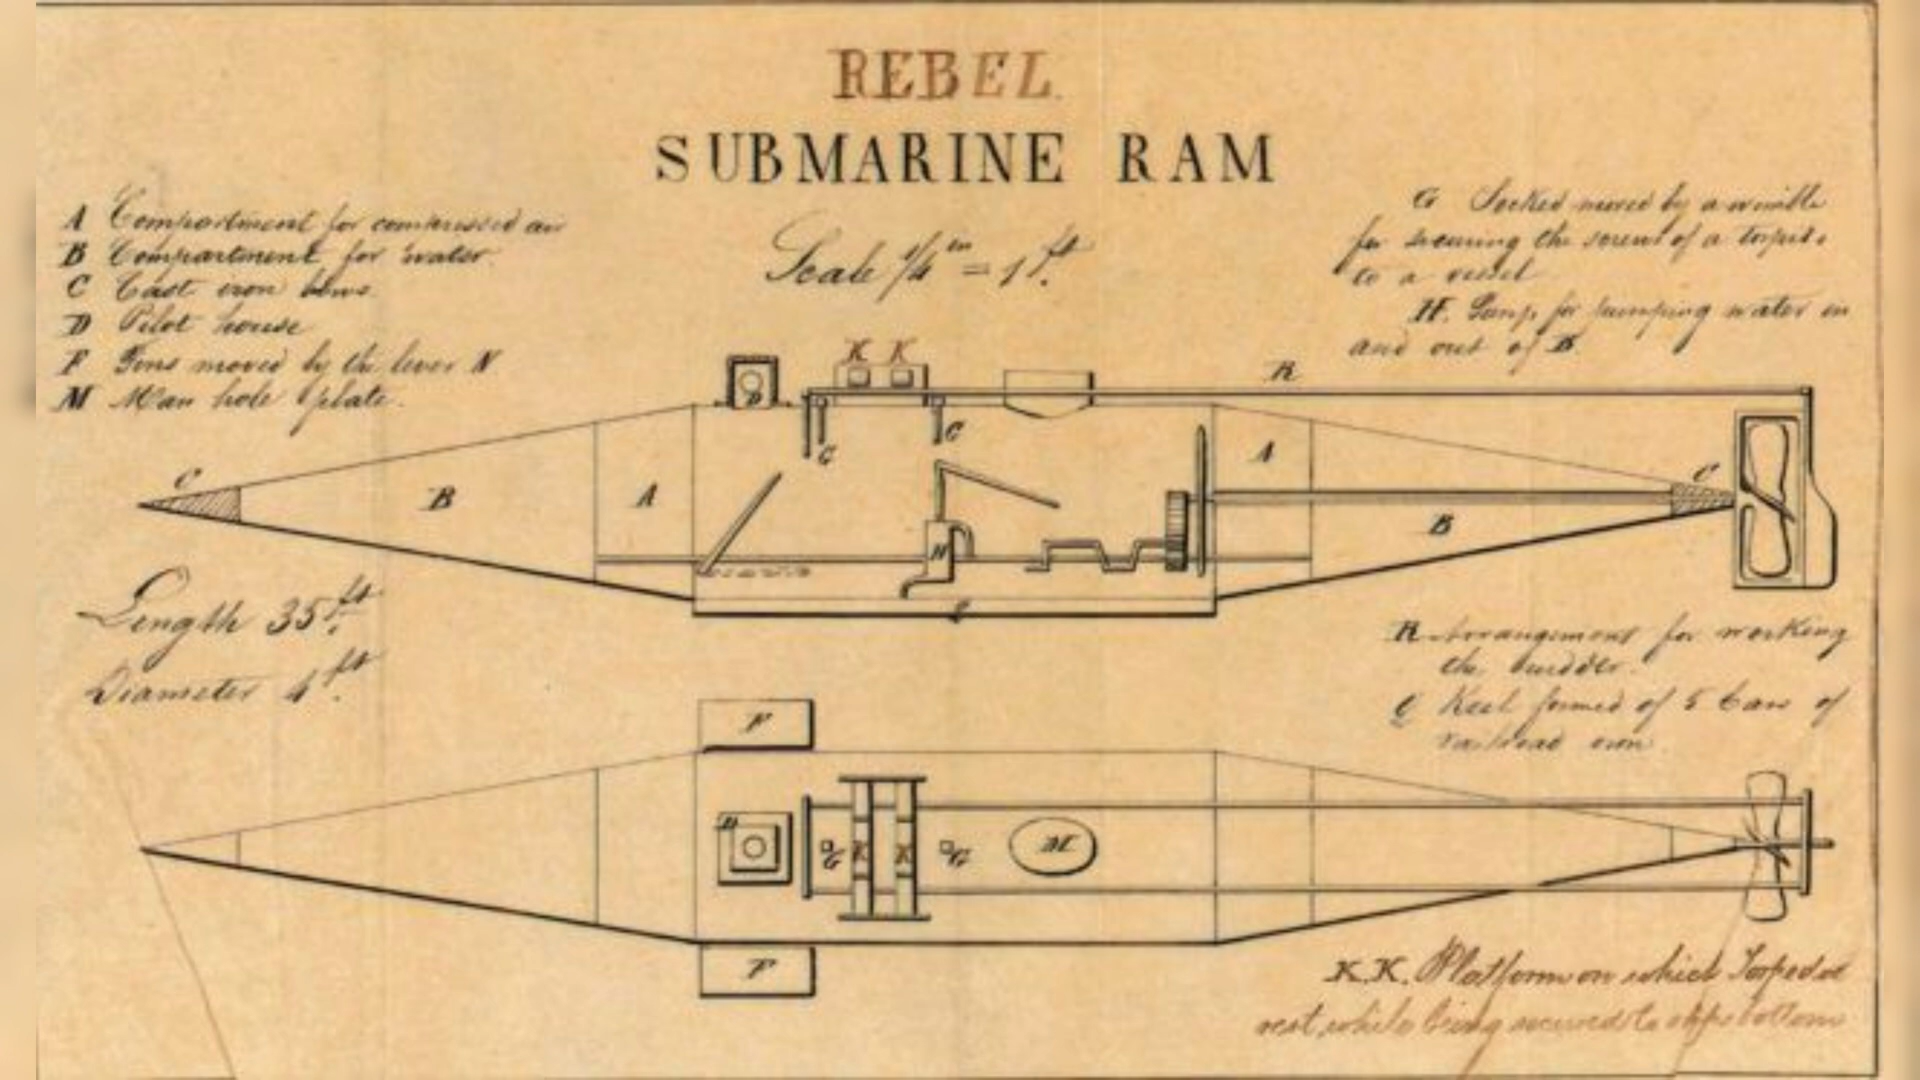 REBEL
SUBMARINE RAM
Scale 1/4 in = 1 ft.
A Compartment for compressed air
B Compartment for water.
C Cast iron bows.
D Pilot house
F Fins moved by the lever N
M Man hole plate.
G Socked moved by a wimble
for securing the screw of a torpedo
to a vessel
H. Pump for pumping water in
and out of B.
K K
R
D
G
G
C
B
A
N
H
A
C
B
Length 35 ft.
Diameter 4 ft.
R Arrangement for working
the rudder.
Keel formed of 5 bars of
railroad iron.
F
D
G
K
K
G
M
F
K.K. Platform on which Torpedoes
rest while being secured to ships bottom